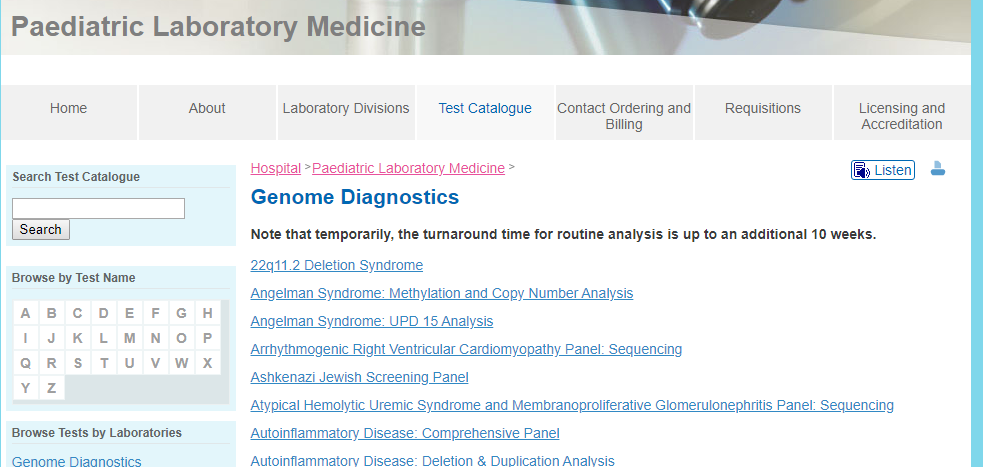 Paediatric Laboratory Medicine
Home
About
Laboratory Divisions
Test Catalogue
Contact Ordering and
Billing
Requisitions
Licensing and
Accreditation
Search Test Catalogue
Search
Browse by Test Name
A B C D E F G H
I J K L M N O P
Q R S T U V W X
Y Z
Browse Tests by Laboratories
Genome Diagnostics
Hospital > Paediatric Laboratory Medicine >
Listen
Genome Diagnostics
Note that temporarily, the turnaround time for routine analysis is up to an additional 10 weeks.
22q11.2 Deletion Syndrome
Angelman Syndrome: Methylation and Copy Number Analysis
Angelman Syndrome: UPD 15 Analysis
Arrhythmogenic Right Ventricular Cardiomyopathy Panel: Sequencing
Ashkenazi Jewish Screening Panel
Atypical Hemolytic Uremic Syndrome and Membranoproliferative Glomerulonephritis Panel: Sequencing
Autoinflammatory Disease: Comprehensive Panel
Autoinflammatory Disease: Deletion & Duplication Analysis